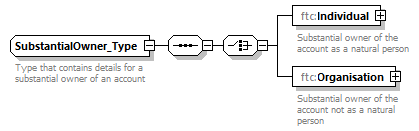 ftc:Individual
Substantial owner of the
account as a natural person
SubstantialOwner_Type
Type that contains details for a
substantial owner of an account
ftc:Organisation
Substantial owner of the
account not as a natural
person